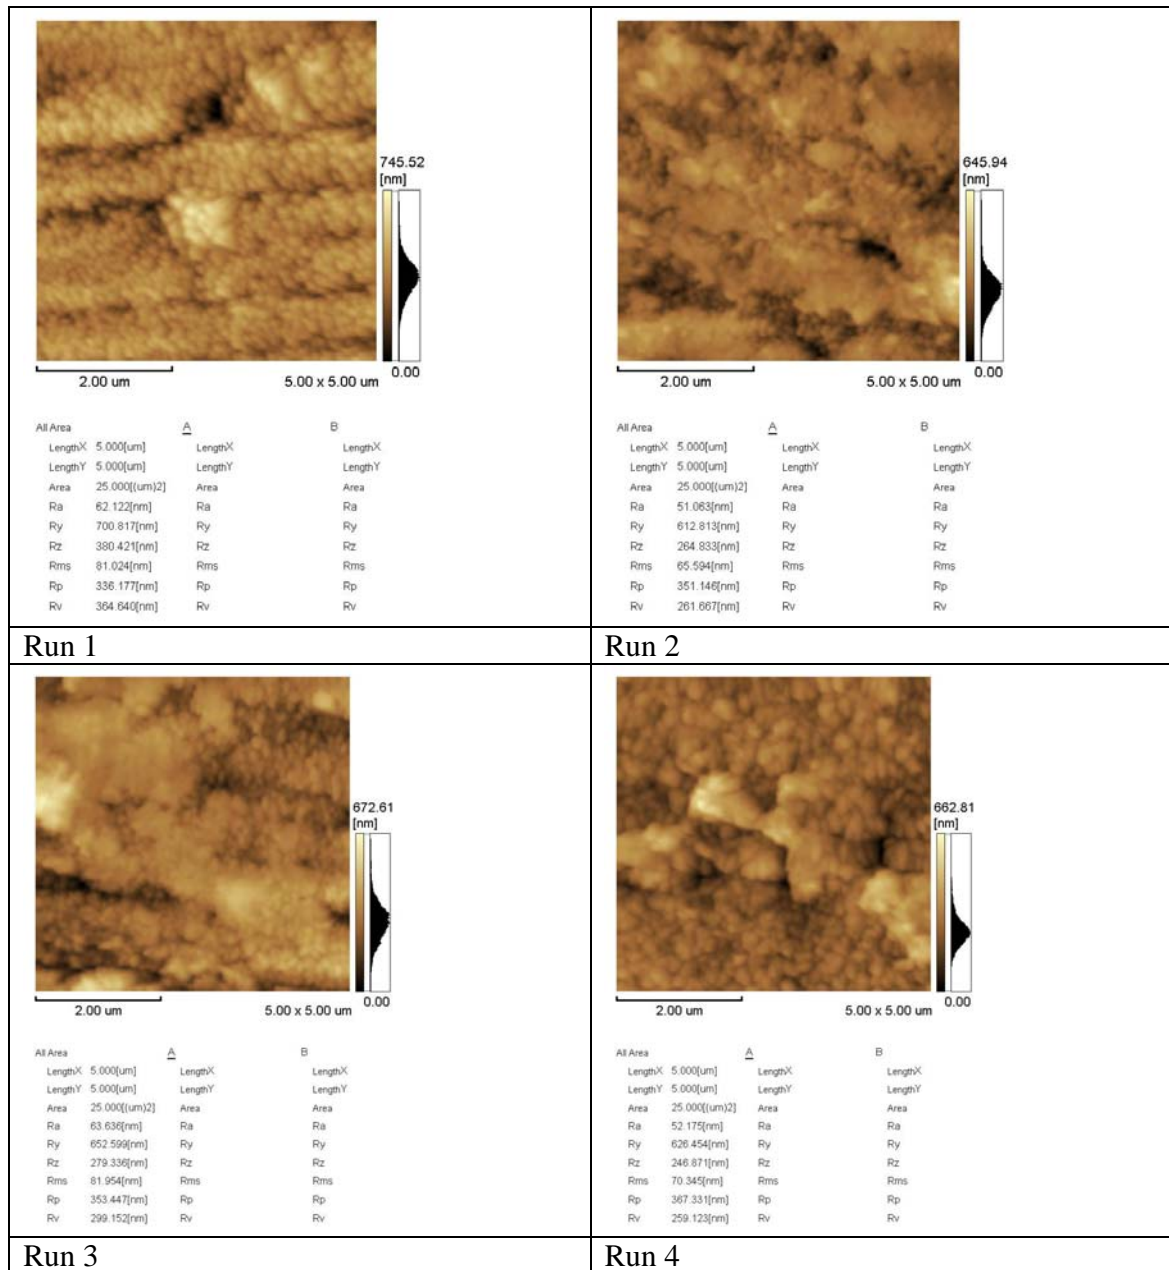 745.52
[nm]
0.00
2.00 um 5.00 x 5.00 um
All Area A B
LengthX 5.000[um] LengthX LengthX
LengthY 5.000[um] LengthY LengthY
Area 25.000[(um)2] Area Area
Ra 62.122[nm] Ra Ra
Ry 700.817[nm] Ry Ry
Rz 380.421[nm] Rz Rz
Rms 81.024[nm] Rms Rms
Rp 336.177[nm] Rp Rp
Rv 364.640[nm] Rv Rv
Run 1
645.94
[nm]
0.00
2.00 um 5.00 x 5.00 um
All Area A B
LengthX 5.000[um] LengthX LengthX
LengthY 5.000[um] LengthY LengthY
Area 25.000[(um)2] Area Area
Ra 51.063[nm] Ra Ra
Ry 612.813[nm] Ry Ry
Rz 264.833[nm] Rz Rz
Rms 65.594[nm] Rms Rms
Rp 351.146[nm] Rp Rp
Rv 261.667[nm] Rv Rv
Run 2
672.61
[nm]
0.00
2.00 um 5.00 x 5.00 um
All Area A B
LengthX 5.000[um] LengthX LengthX
LengthY 5.000[um] LengthY LengthY
Area 25.000[(um)2] Area Area
Ra 63.636[nm] Ra Ra
Ry 652.599[nm] Ry Ry
Rz 279.336[nm] Rz Rz
Rms 81.954[nm] Rms Rms
Rp 353.447[nm] Rp Rp
Rv 299.152[nm] Rv Rv
Run 3
662.81
[nm]
0.00
2.00 um 5.00 x 5.00 um
All Area A B
LengthX 5.000[um] LengthX LengthX
LengthY 5.000[um] LengthY LengthY
Area 25.000[(um)2] Area Area
Ra 52.175[nm] Ra Ra
Ry 626.454[nm] Ry Ry
Rz 246.871[nm] Rz Rz
Rms 70.345[nm] Rms Rms
Rp 367.331[nm] Rp Rp
Rv 259.123[nm] Rv Rv
Run 4